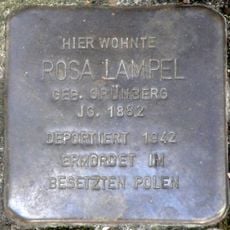 HIER WOHNTE
ROSA LAMPEL
GEB. GRÜNBERG
JG. 1882
DEPORTIERT 1942
ERMORDET IM
BESETZTEN POLEN